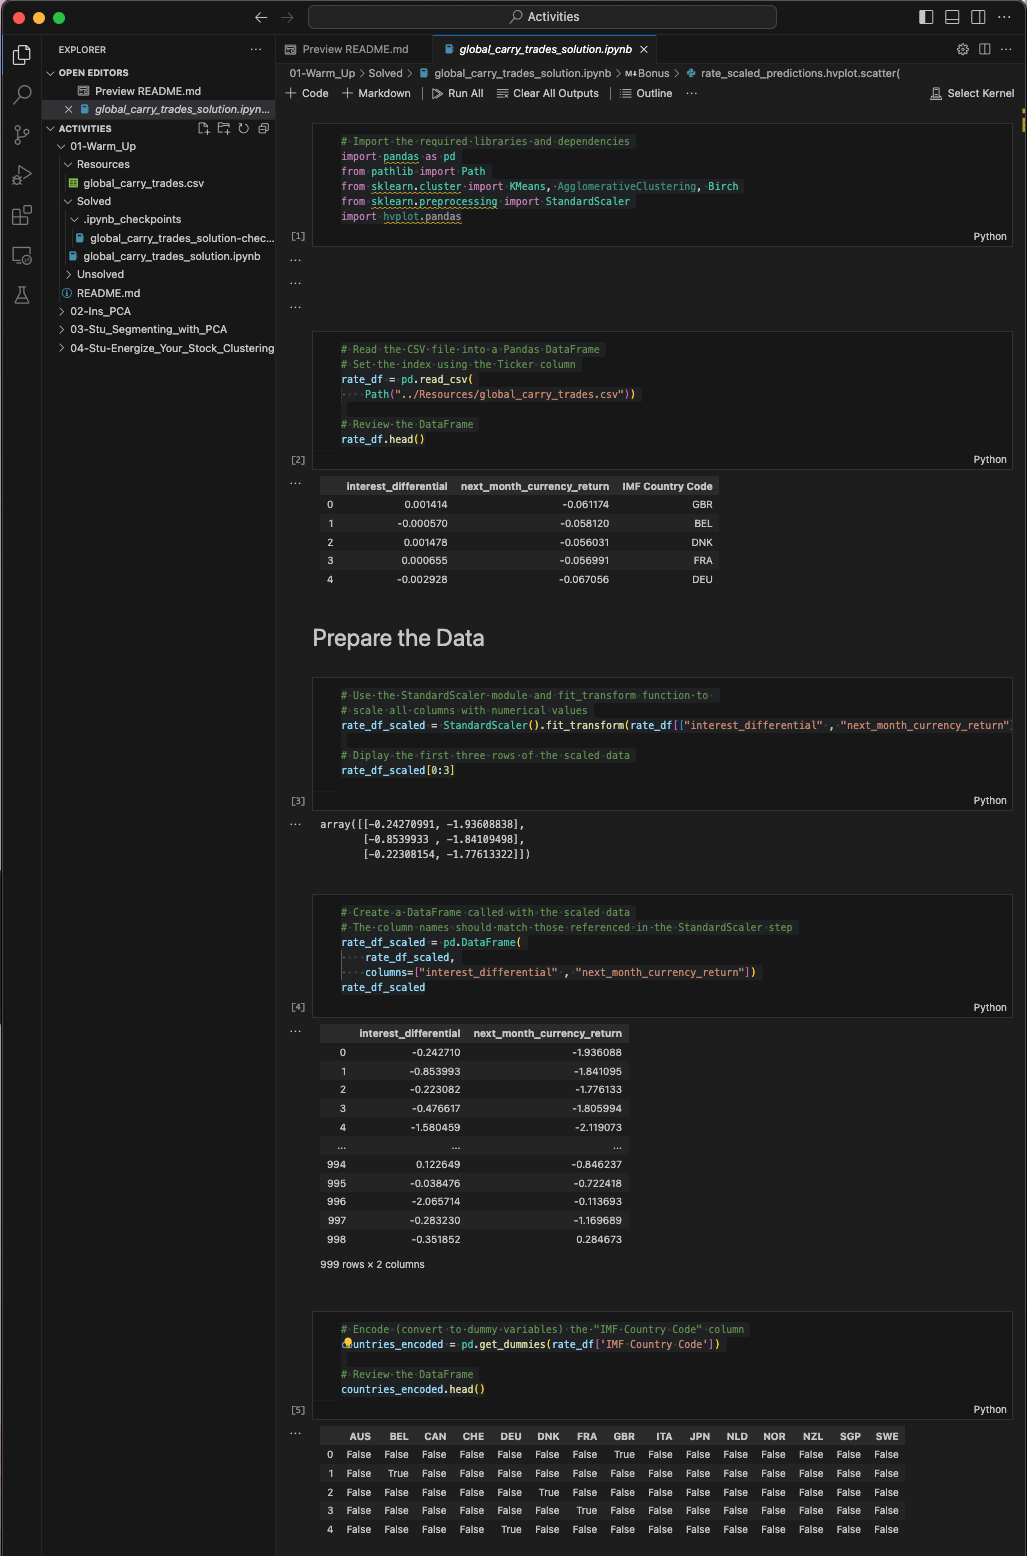 Activities
EXPLORER
OPEN EDITORS
Preview README.md
global_carry_trades_solution.ipyn...
ACTIVITIES
01-Warm_Up
Resources
global_carry_trades.csv
Solved
.ipynb_checkpoints
global_carry_trades_solution-chec...
global_carry_trades_solution.ipynb
Unsolved
README.md
02-Ins_PCA
03-Stu_Segmenting_with_PCA
04-Stu-Energize_Your_Stock_Clustering
Preview README.md global_carry_trades_solution.ipynb
01-Warm_Up > Solved > global_carry_trades_solution.ipynb > M↓Bonus > rate_scaled_predictions.hvplot.scatter(
+ Code + Markdown | Run All Clear All Outputs | Outline ... Select Kernel
# Import the required libraries and dependencies
import pandas as pd
from pathlib import Path
from sklearn.cluster import KMeans, AgglomerativeClustering, Birch
from sklearn.preprocessing import StandardScaler
import hvplot.pandas
[1] Python
...
...
...
# Read the CSV file into a Pandas DataFrame
# Set the index using the Ticker column
rate_df = pd.read_csv(
    Path("../Resources/global_carry_trades.csv"))
# Review the DataFrame
rate_df.head()
[2] Python
...
interest_differential next_month_currency_return IMF Country Code
0 0.001414 -0.061174 GBR
1 -0.000570 -0.058120 BEL
2 0.001478 -0.056031 DNK
3 0.000655 -0.056991 FRA
4 -0.002928 -0.067056 DEU
Prepare the Data
# Use the StandardScaler module and fit_transform function to
# scale all columns with numerical values
rate_df_scaled = StandardScaler().fit_transform(rate_df[["interest_differential" , "next_month_currency_return"]
# Diplay the first three rows of the scaled data
rate_df_scaled[0:3]
[3] Python
...
array([[-0.24270991, -1.93608838],
       [-0.8539933 , -1.84109498],
       [-0.22308154, -1.77613322]])
# Create a DataFrame called with the scaled data
# The column names should match those referenced in the StandardScaler step
rate_df_scaled = pd.DataFrame(
    rate_df_scaled,
    columns=["interest_differential" , "next_month_currency_return"])
rate_df_scaled
[4] Python
...
interest_differential next_month_currency_return
0 -0.242710 -1.936088
1 -0.853993 -1.841095
2 -0.223082 -1.776133
3 -0.476617 -1.805994
4 -1.580459 -2.119073
... ... ...
994 0.122649 -0.846237
995 -0.038476 -0.722418
996 -2.065714 -0.113693
997 -0.283230 -1.169689
998 -0.351852 0.284673
999 rows × 2 columns
# Encode (convert to dummy variables) the "IMF Country Code" column
countries_encoded = pd.get_dummies(rate_df['IMF Country Code'])
# Review the DataFrame
countries_encoded.head()
[5] Python
...
AUS BEL CAN CHE DEU DNK FRA GBR ITA JPN NLD NOR NZL SGP SWE
0 False False False False False False False True False False False False False False False
1 False True False False False False False False False False False False False False False
2 False False False False False True False False False False False False False False False
3 False False False False False False True False False False False False False False False
4 False False False False True False False False False False False False False False False